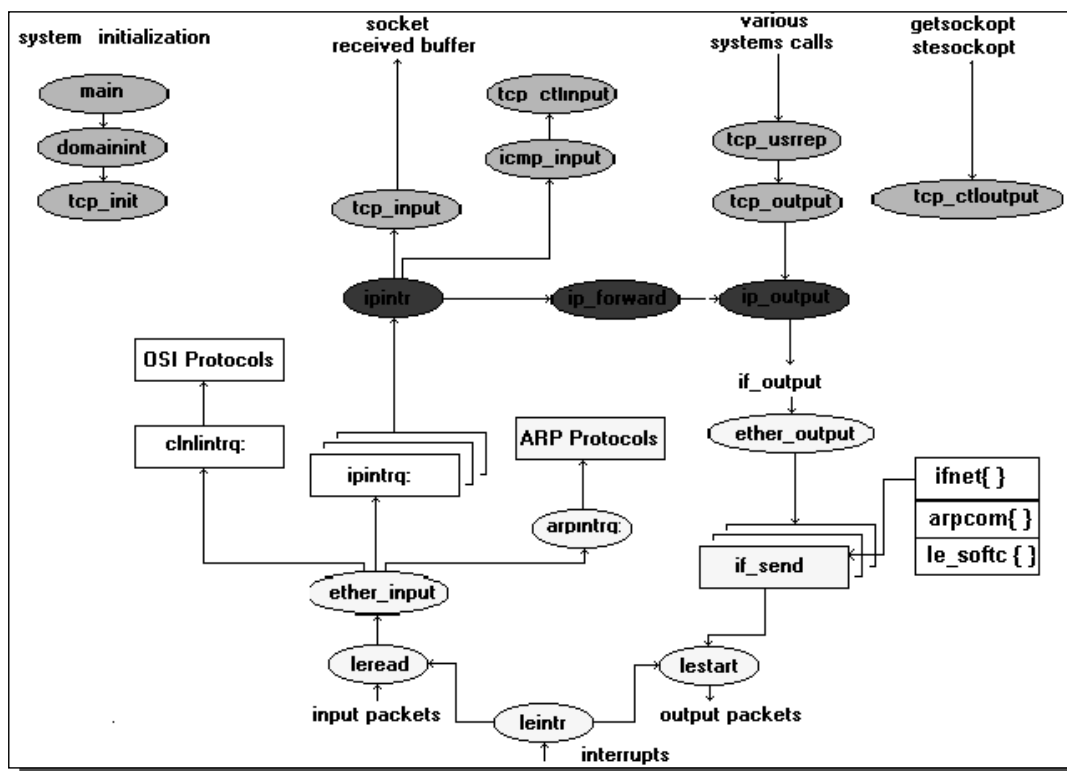 system initialization
socket
received buffer
various
systems calls
getsockopt
stesockopt
main
domainint
tcp_init
tcp_ctlinput
icmp_input
tcp_input
tcp_usrrep
tcp_output
tcp_ctloutput
ipintr
ip_forward
ip_output
OSI Protocols
if_output
clnlintrq:
ipintrq:
ARP Protocols
ether_output
arpintrq:
ifnet{ }
arpcom{ }
le_softc { }
if_send
ether_input
leread
lestart
input packets
leintr
output packets
interrupts